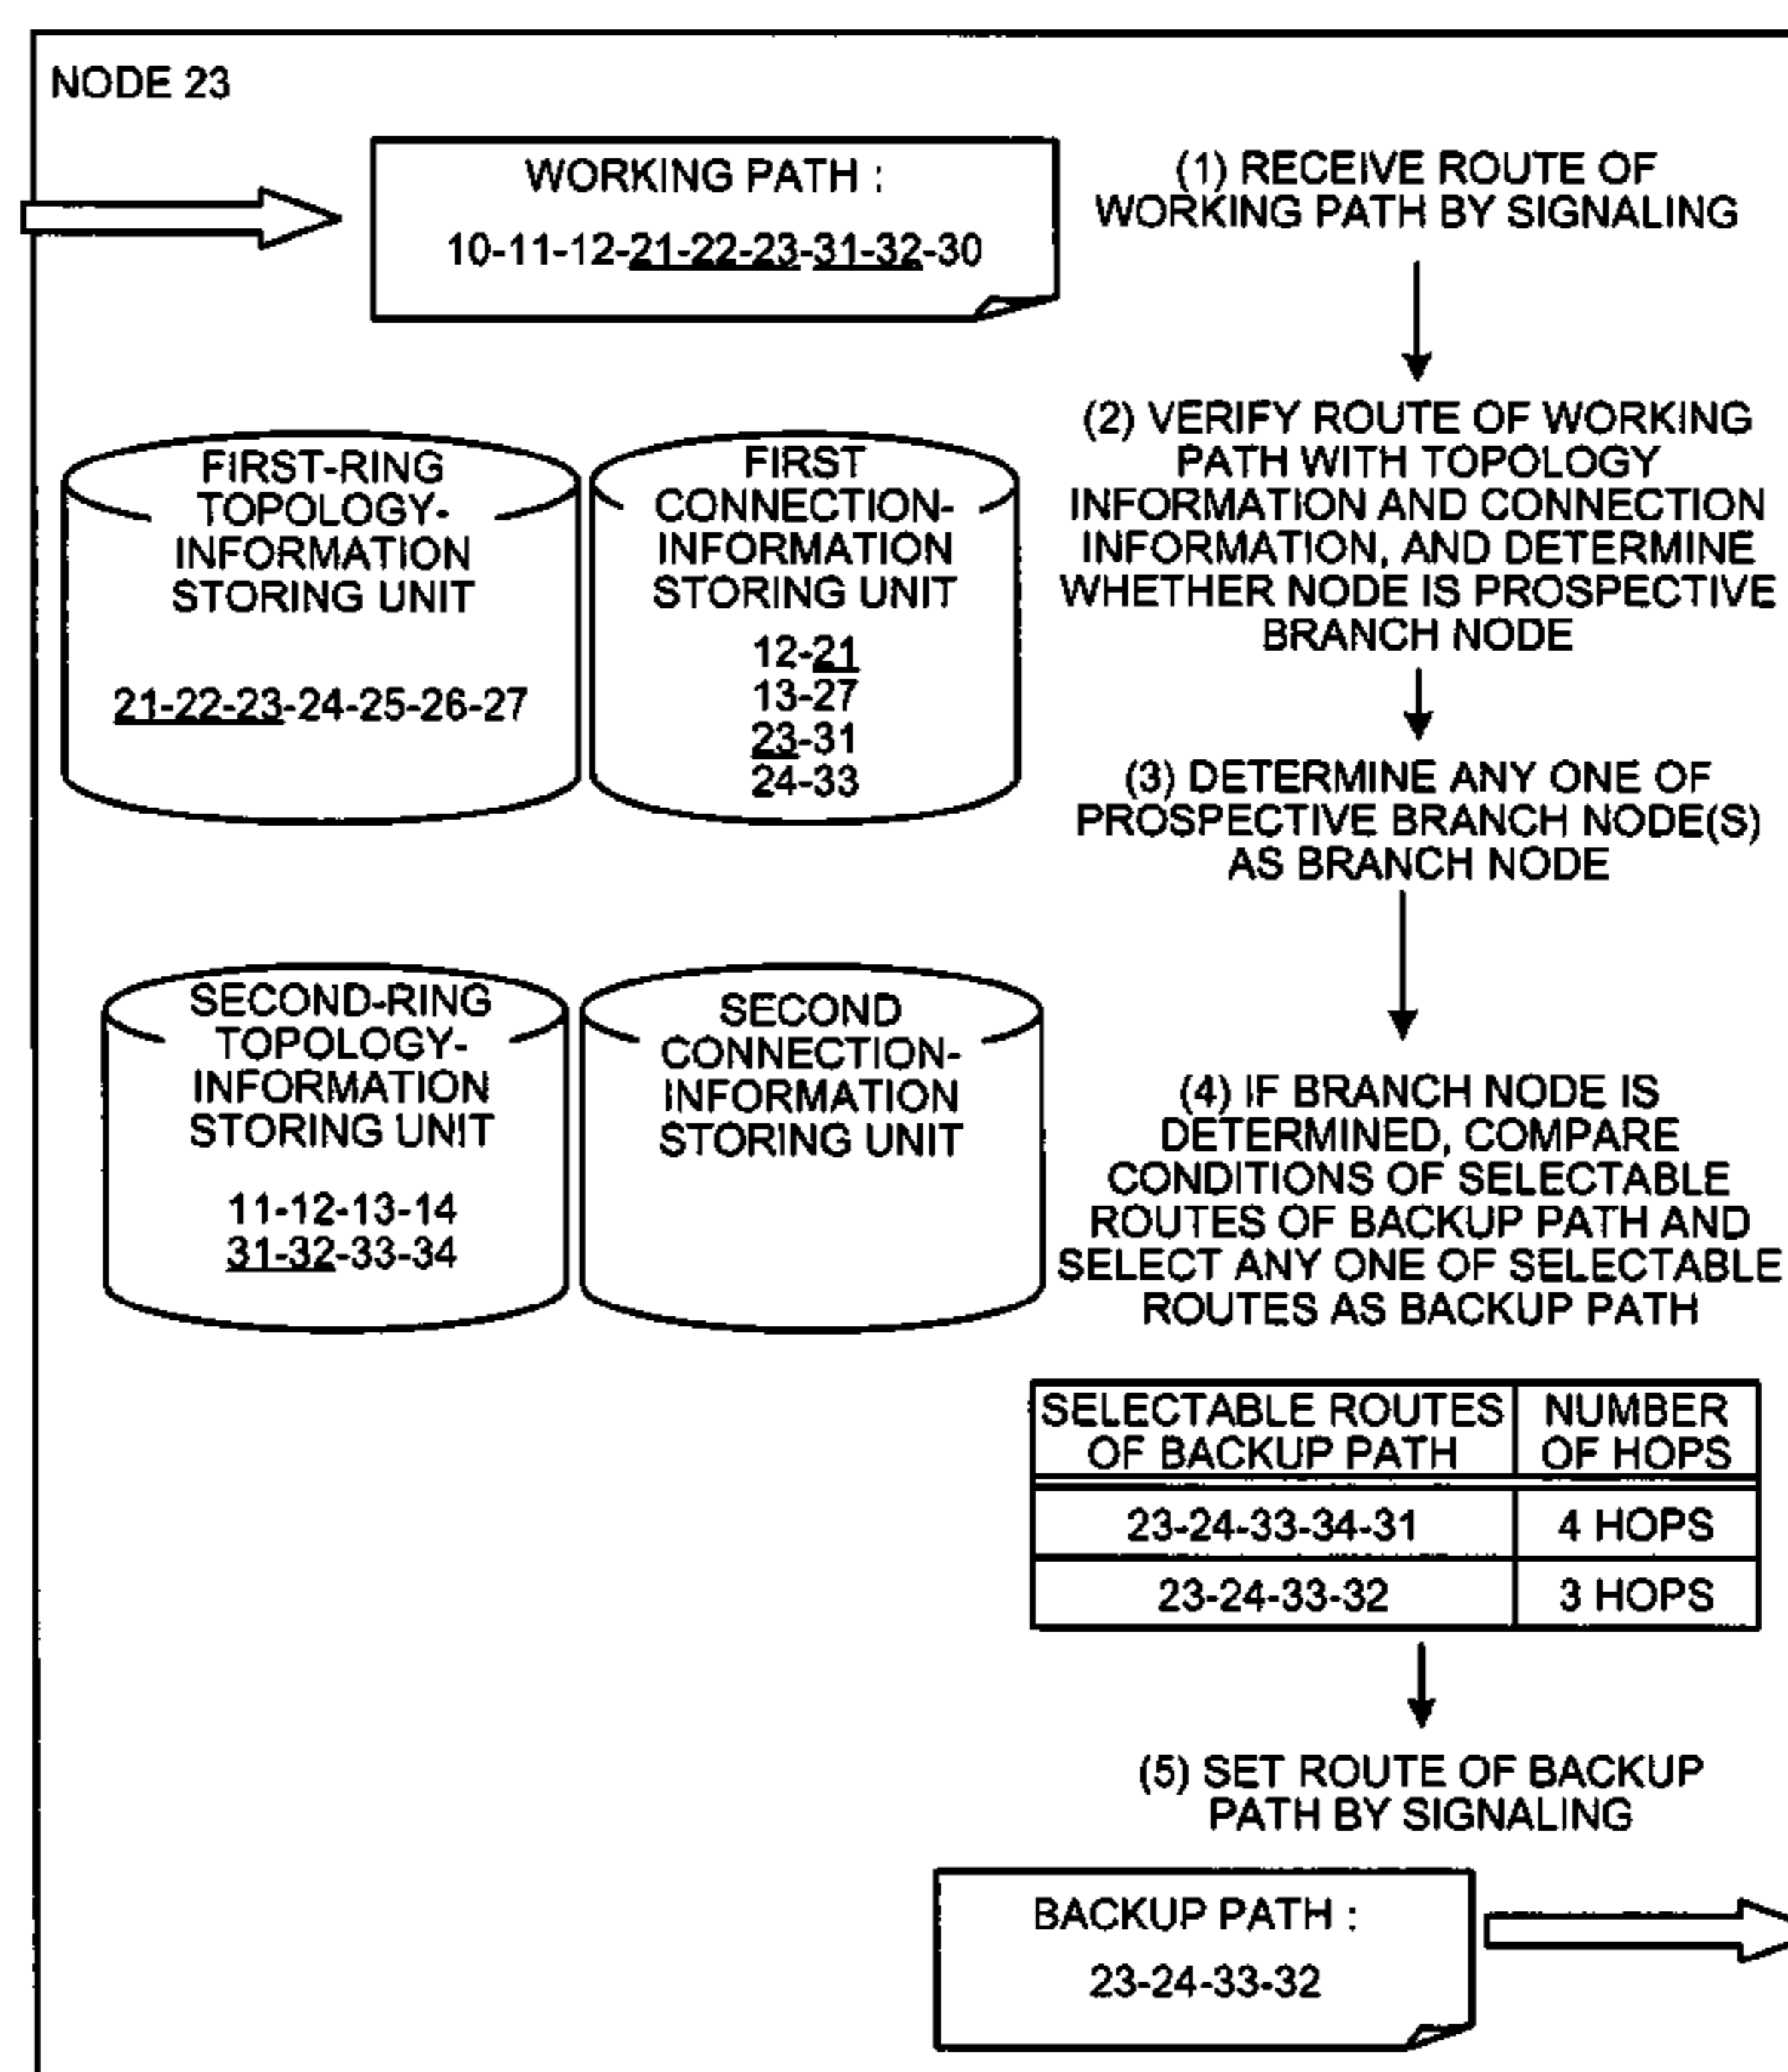 NODE 23
WORKING PATH :
10-11-12-21-22-23-31-32-30
(1) RECEIVE ROUTE OF
WORKING PATH BY SIGNALING
(2) VERIFY ROUTE OF WORKING
PATH WITH TOPOLOGY
INFORMATION AND CONNECTION
INFORMATION, AND DETERMINE
WHETHER NODE IS PROSPECTIVE
BRANCH NODE
FIRST-RING
TOPOLOGY-
INFORMATION
STORING UNIT
21-22-23-24-25-26-27
FIRST
CONNECTION-
INFORMATION
STORING UNIT
12-21
13-27
23-31
24-33
(3) DETERMINE ANY ONE OF
PROSPECTIVE BRANCH NODE(S)
AS BRANCH NODE
SECOND-RING
TOPOLOGY-
INFORMATION
STORING UNIT
11-12-13-14
31-32-33-34
SECOND
CONNECTION-
INFORMATION
STORING UNIT
(4) IF BRANCH NODE IS
DETERMINED, COMPARE
CONDITIONS OF SELECTABLE
ROUTES OF BACKUP PATH AND
SELECT ANY ONE OF SELECTABLE
ROUTES AS BACKUP PATH
SELECTABLE ROUTES
OF BACKUP PATH
NUMBER
OF HOPS
23-24-33-34-31
4 HOPS
23-24-33-32
3 HOPS
(5) SET ROUTE OF BACKUP
PATH BY SIGNALING
BACKUP PATH :
23-24-33-32